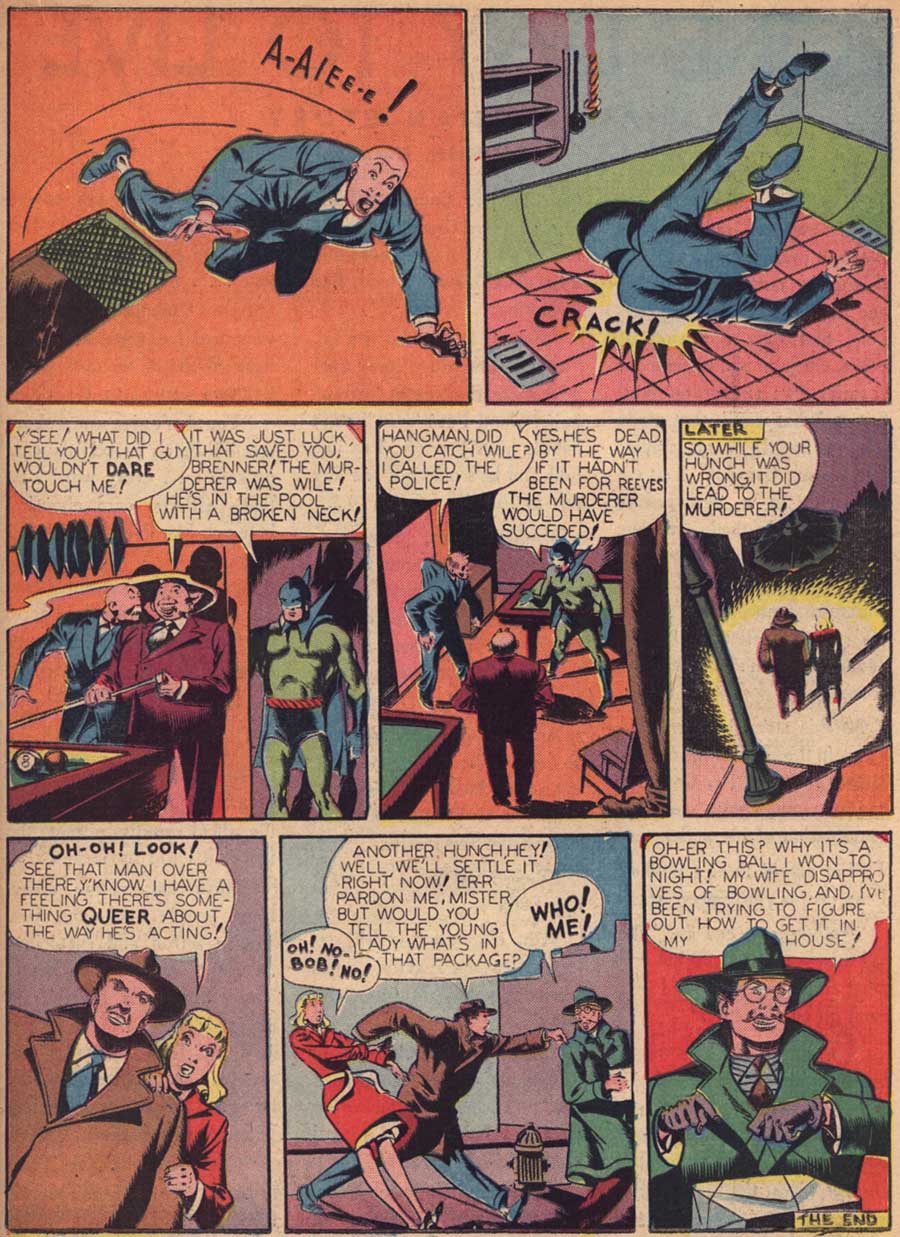 A-AIEE-E!
CRACK!
Y'SEE! WHAT DID I
TELL YOU! THAT GUY
WOULDN'T DARE
TOUCH ME!
IT WAS JUST LUCK,
THAT SAVED YOU,
BRENNER! THE MUR-
DERER WAS WILE!
HE'S IN THE POOL
WITH A BROKEN NECK!
8
HANGMAN, DID
YOU CATCH WILE?
I CALLED THE
POLICE!
YES, HE'S DEAD
BY THE WAY
IF IT HADN'T
BEEN FOR REEVES
THE MURDERER
WOULD HAVE
SUCCEDED!
LATER
SO, WHILE YOUR
HUNCH WAS
WRONG, IT DID
LEAD TO THE
MURDERER!
OH-OH! LOOK!
SEE THAT MAN OVER
THERE, Y'KNOW I HAVE A
FEELING THERE'S SOME-
THING QUEER ABOUT
THE WAY HE'S ACTING!
OH! NO-
BOB! NO!
ANOTHER, HUNCH, HEY!
WELL, WE'LL SETTLE IT
RIGHT NOW! ER-R
PARDON ME, MISTER,
BUT WOULD YOU
TELL THE YOUNG
LADY WHAT'S IN
THAT PACKAGE?
WHO!
ME!
OH-ER THIS? WHY IT'S A
BOWLING BALL I WON TO-
NIGHT! MY WIFE DISAPPRO
VES OF BOWLING, AND, I'VE
BEEN TRYING TO FIGURE
OUT HOW TO GET IT IN
MY HOUSE!
THE END